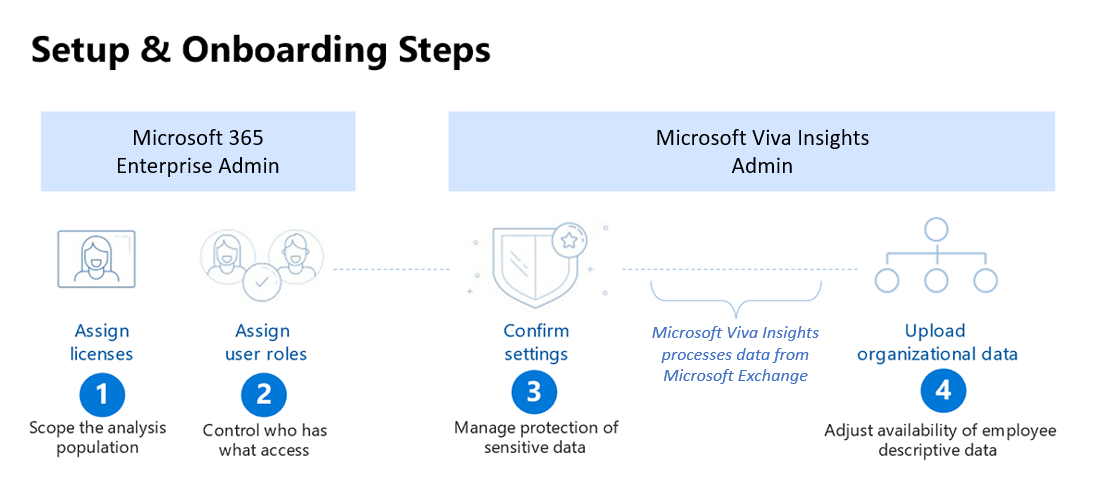 Setup & Onboarding Steps
Microsoft 365
Enterprise Admin
Microsoft Viva Insights
Admin
Assign
licenses
1
Scope the analysis
population
Assign
user roles
2
Control who has
what access
Confirm
settings
3
Manage protection of
sensitive data
Microsoft Viva Insights
processes data from
Microsoft Exchange
Upload
organizational data
4
Adjust availability of employee
descriptive data